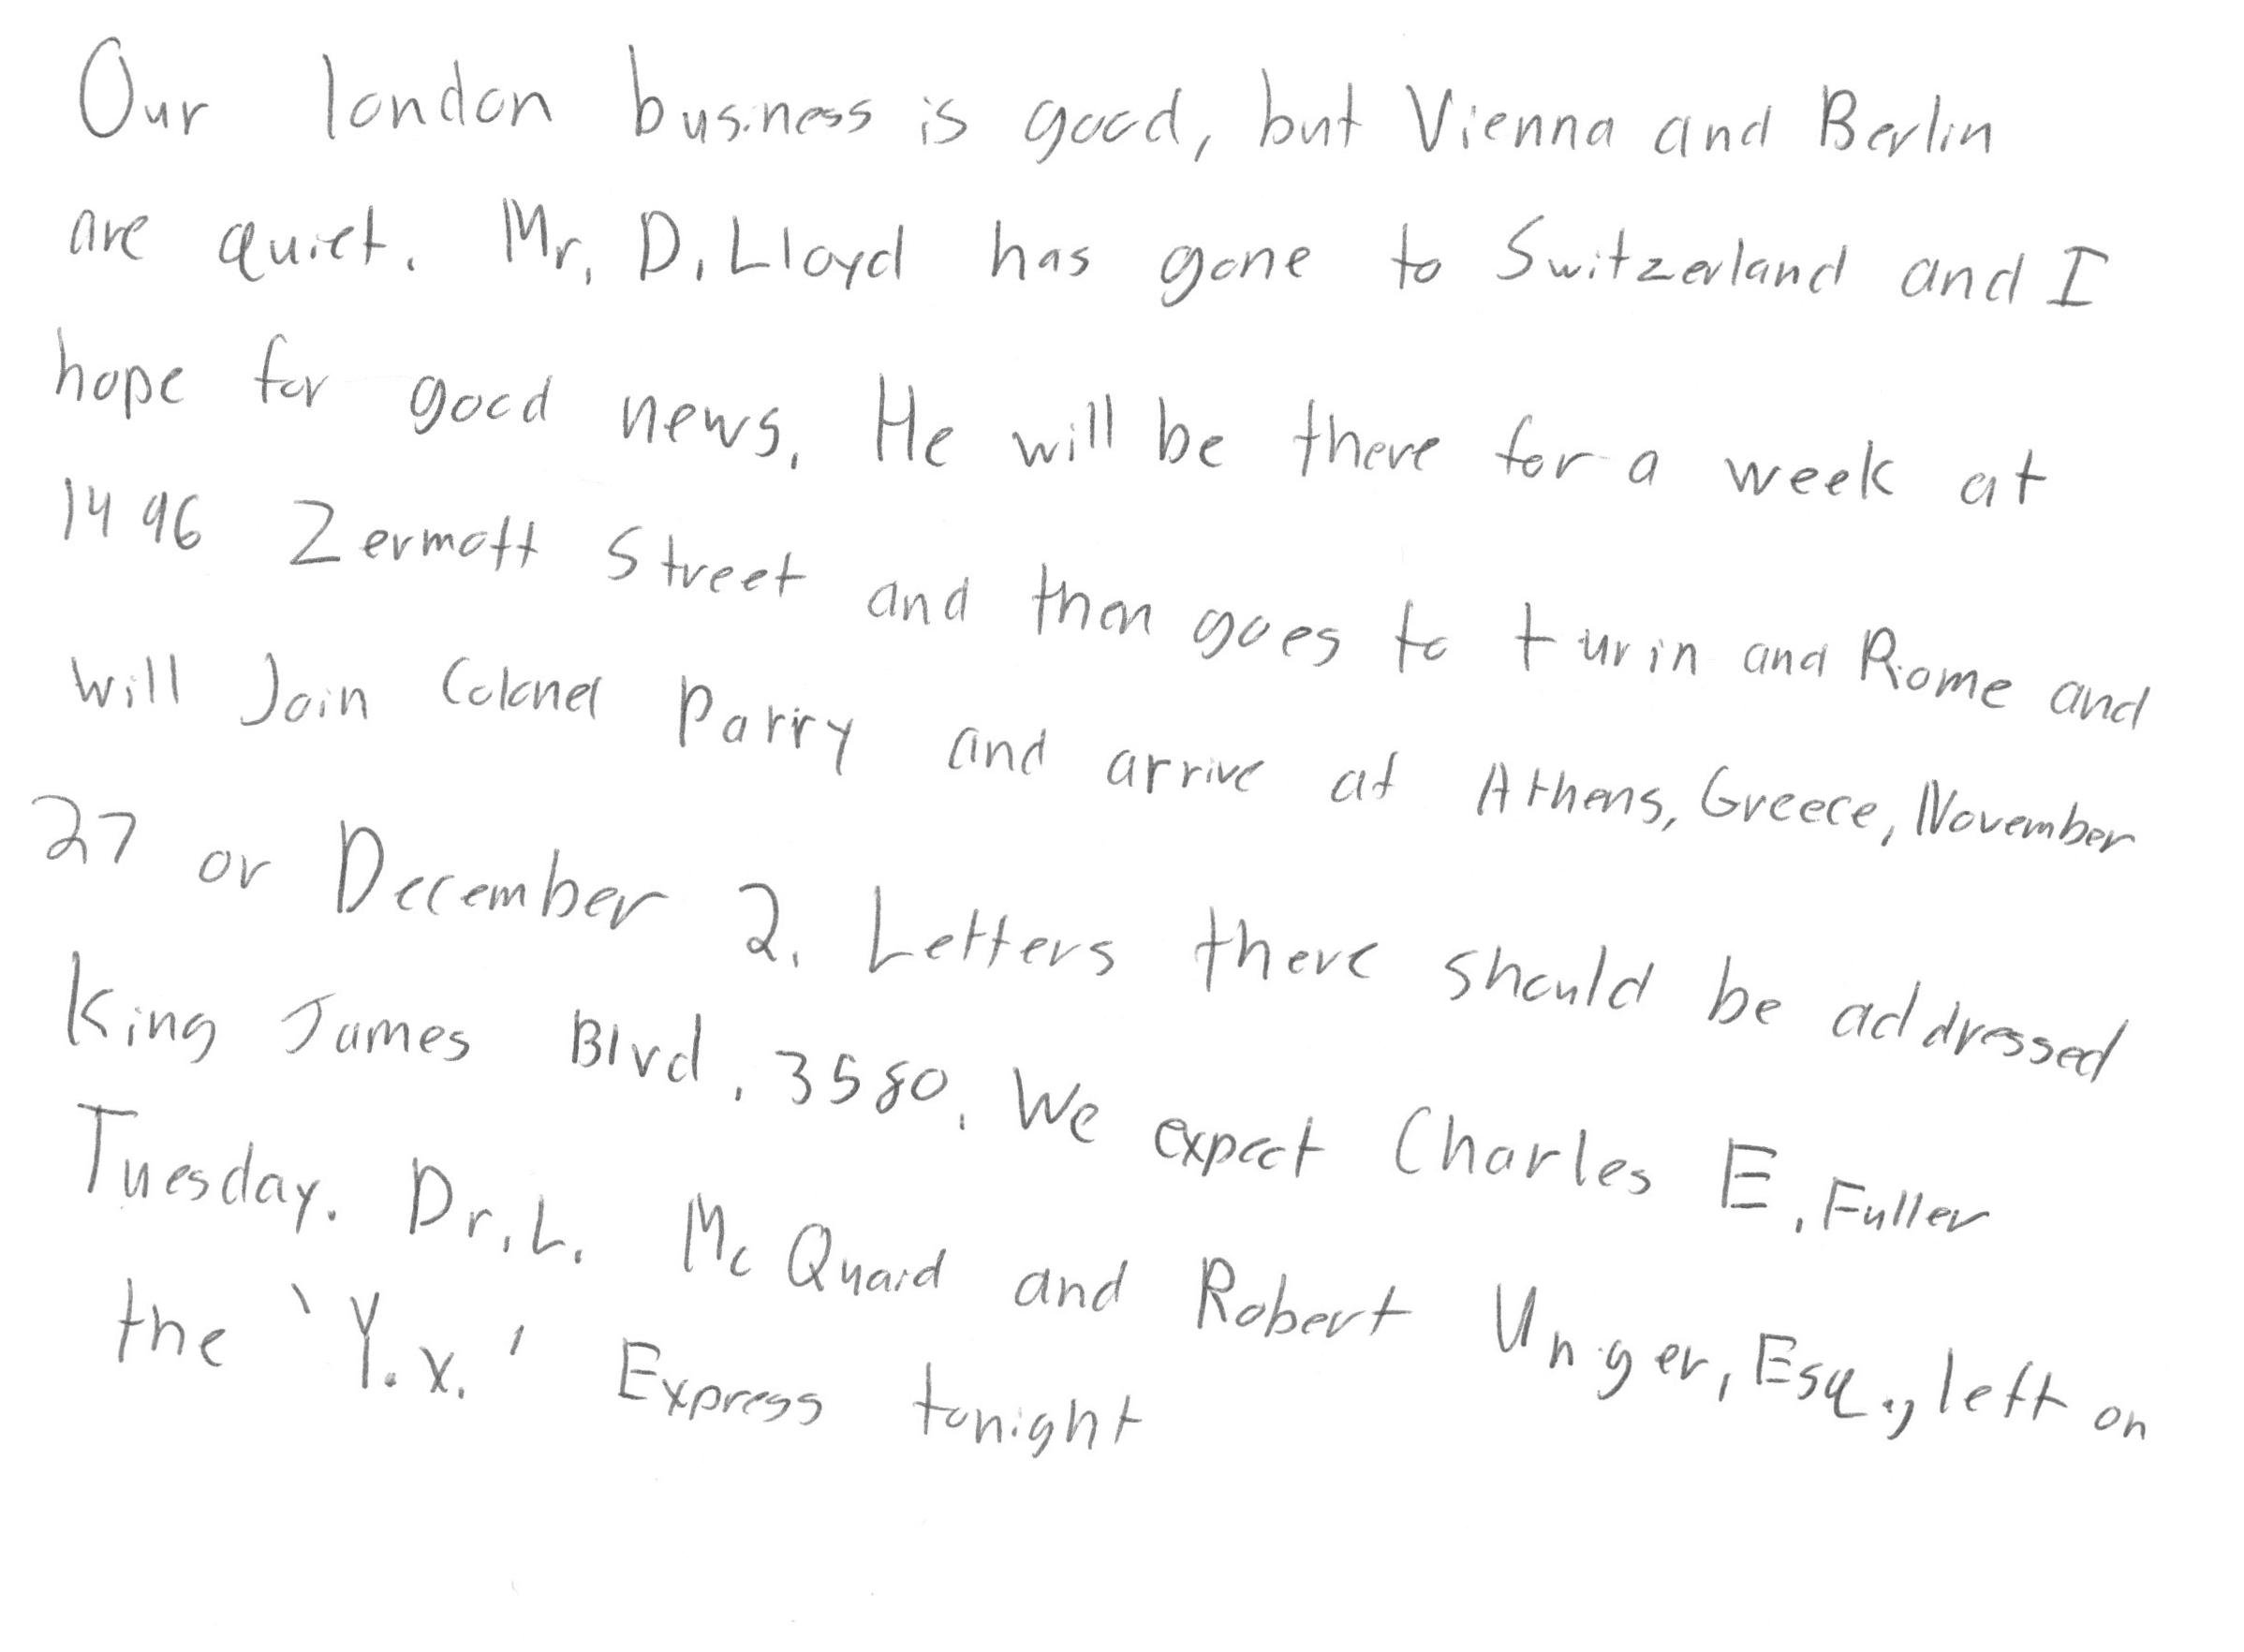 Our london business is good, but Vienna and Berlin
are quiet. Mr. D. Lloyd has gone to Switzerland and I
hope for good news. He will be there for a week at
1496 Zermott Street and then goes to turin and Rome and
will Join Colonel Parry and arrive at Athens, Greece, November
27 or December 2. Letters there should be addressed
King James Blvd. 3580. We expect Charles E. Fuller
Tuesday. Dr. L. McQuaid and Robert Unger, Esq., left on
the 'Y.X.' Express tonight